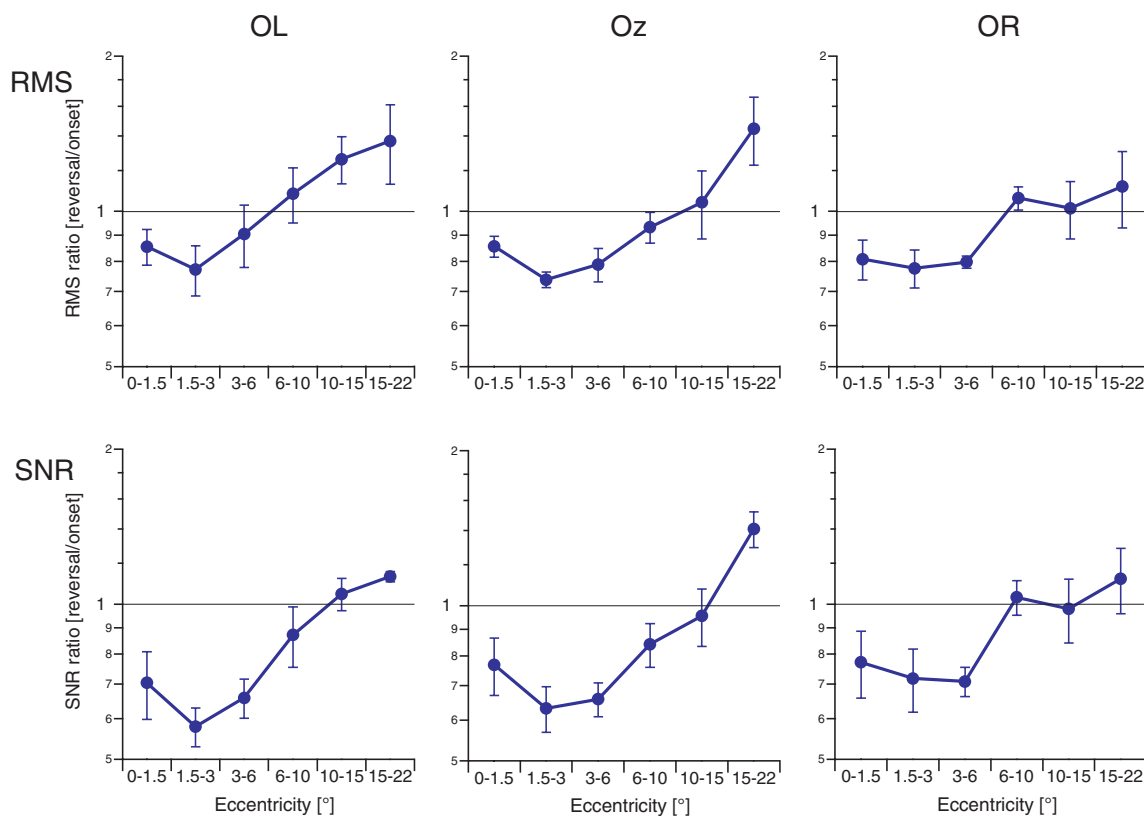 OL Oz OR
RMS
RMS ratio [reversal/onset]
2 2 2
1 1 1
9 9 9
8 8 8
7 7 7
6 6 6
5 5 5
0-1.5 1.5-3 3-6 6-10 10-15 15-22 0-1.5 1.5-3 3-6 6-10 10-15 15-22 0-1.5 1.5-3 3-6 6-10 10-15 15-22
SNR
SNR ratio [reversal/onset]
2 2 2
1 1 1
9 9 9
8 8 8
7 7 7
6 6 6
5 5 5
0-1.5 1.5-3 3-6 6-10 10-15 15-22 0-1.5 1.5-3 3-6 6-10 10-15 15-22 0-1.5 1.5-3 3-6 6-10 10-15 15-22
Eccentricity [°] Eccentricity [°] Eccentricity [°]